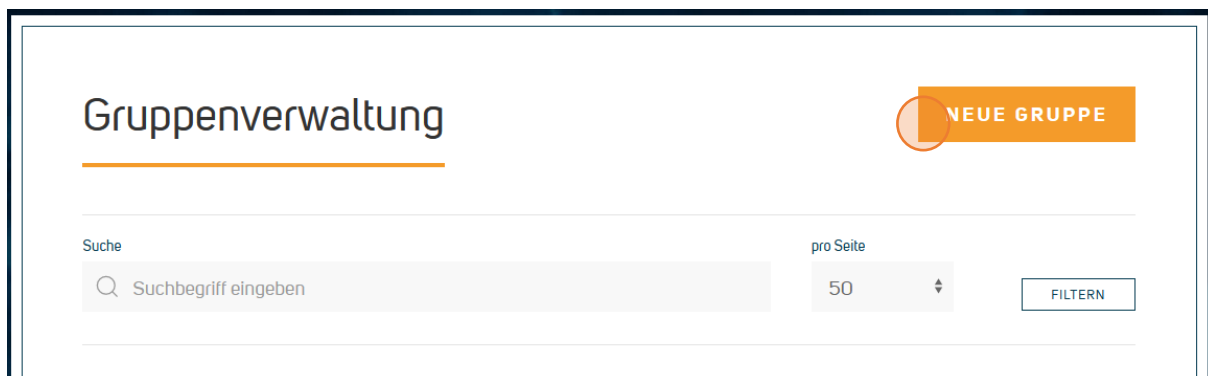 Gruppenverwaltung
NEUE GRUPPE
Suche
pro Seite
Suchbegriff eingeben
50
FILTERN